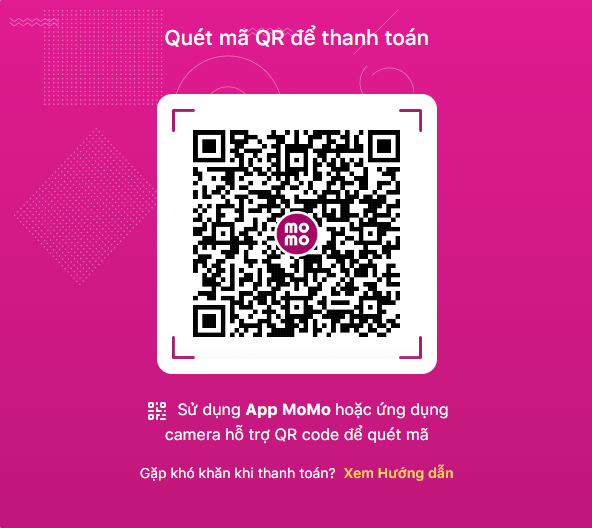 Quét mã QR để thanh toán
mo
mo
Sử dụng App MoMo hoặc ứng dụng
camera hỗ trợ QR code để quét mã
Gặp khó khăn khi thanh toán? Xem Hướng dẫn